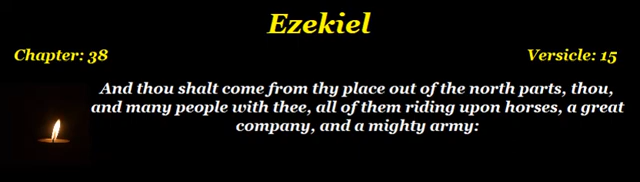 Ezekiel
Chapter: 38
Versicle: 15
And thou shalt come from thy place out of the north parts, thou,
and many people with thee, all of them riding upon horses, a great
company, and a mighty army: